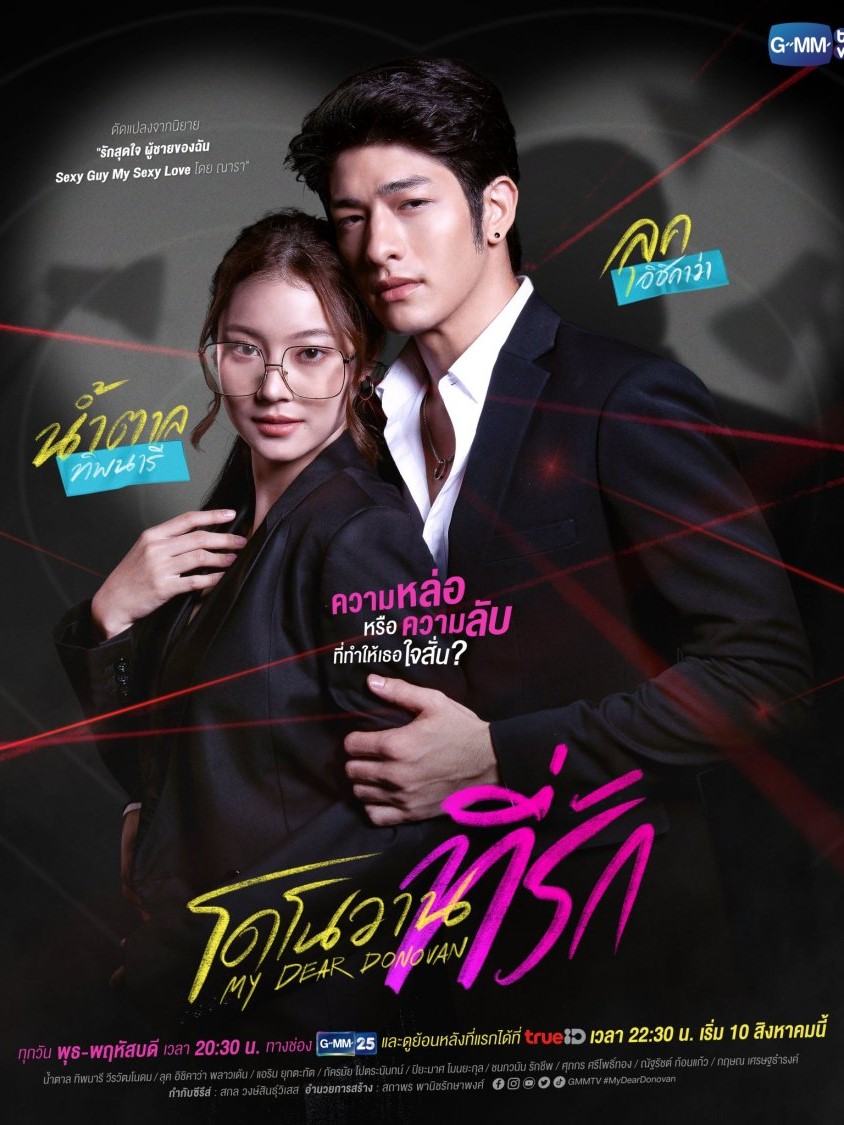 G"MM'
ดัดแปลงจากนิยาย
"รักสุดใจ ผู้ชายของฉัน
Sexy Guy My Sexy Love โดย ณารา"
ลุค
อิชิคาว่า
น้ำตาล
ทิพนารี
ความหล่อ
หรือ ความลับ
ที่ทำให้เธอ ใจสั่น?
โดโนวาน ที่รัก
MY DEAR DONOVAN
ทุกวัน พุธ-พฤหัสบดี เวลา 20:30 น. ทางช่อง G"MM' 25 และดูย้อนหลังที่แรกได้ที่ trueiD เวลา 22:30 น. เริ่ม 10 สิงหาคมนี้
น้ำตาล ทิพนารี วีรวัฒโนดม / ลุค อิชิคาว่า พลาวเด้น / แอริน ยุกตะทัต / ภัครมัย โปตระนันทน์ / ปิยะมาศ โมนยะกุล / ชนกวนัน รักชีพ / ศุภกร ศรีโพธิ์ทอง / ณัฐรัชต์ ก้อนแก้ว / กฤษณ เศรษฐธำรงค์
กำกับซีรีส์ : สกล วงษ์สินธุ์วิเสส อำนวยการสร้าง : สถาพร พานิชรักษาพงศ์ GMMTV #MyDearDonovan